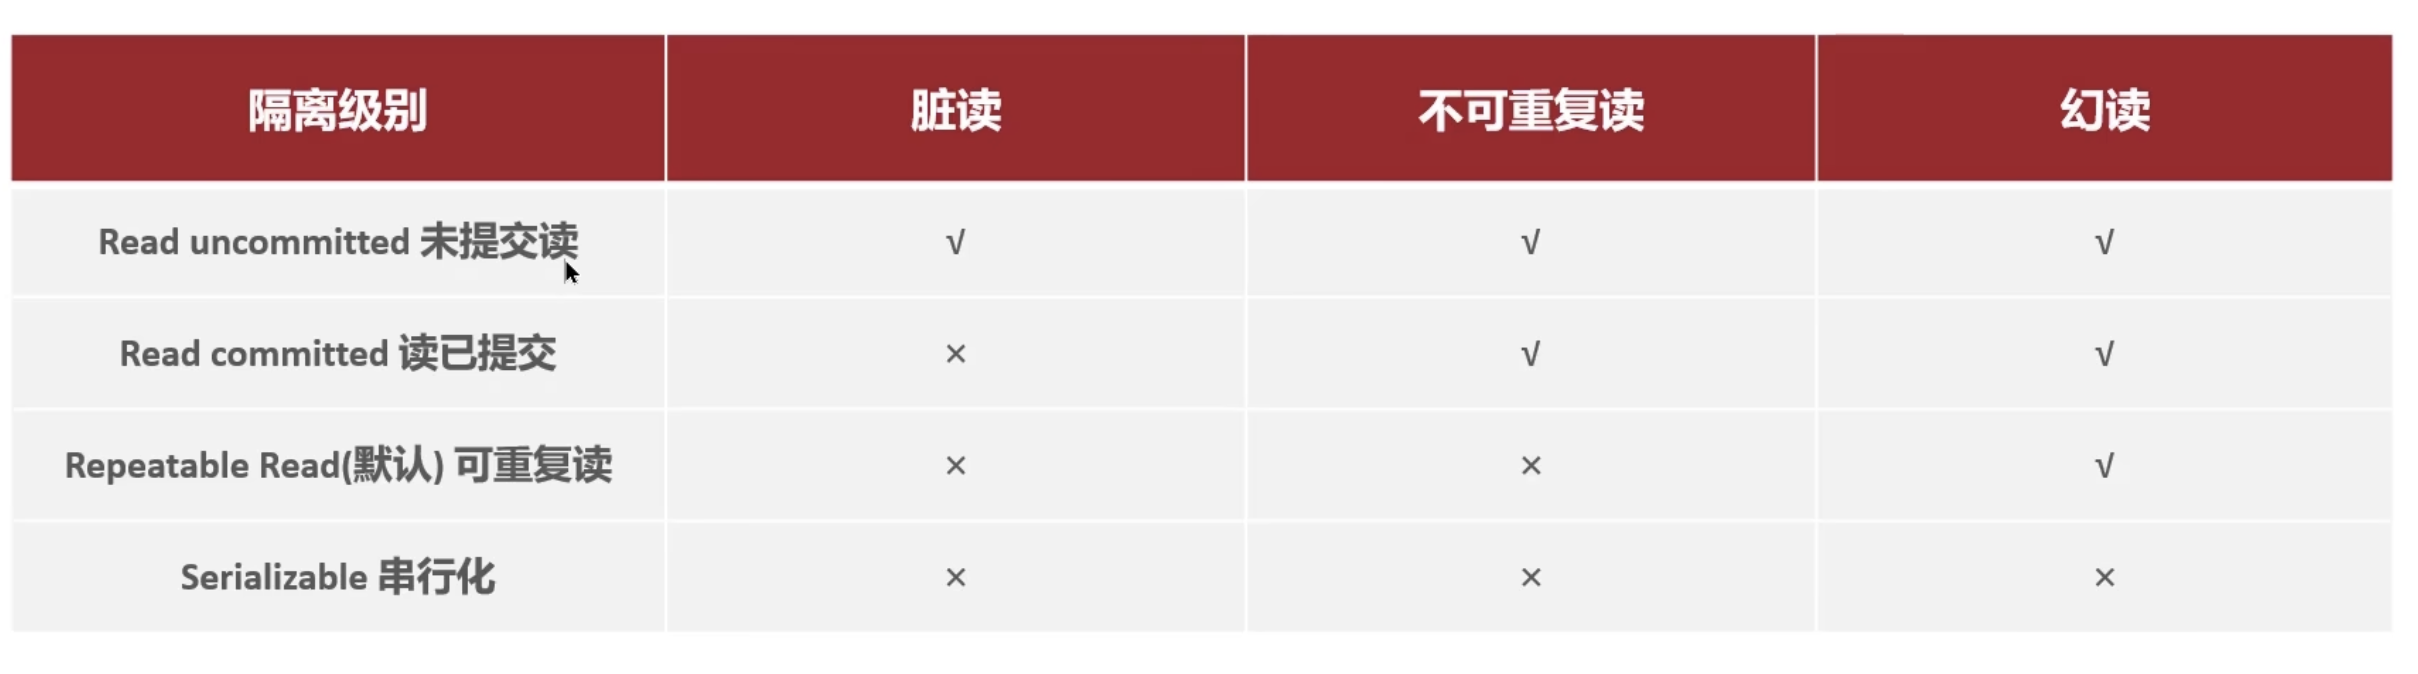 隔离级别 脏读 不可重复读 幻读
Read uncommitted 未提交读 √ √ √
Read committed 读已提交 × √ √
Repeatable Read(默认) 可重复读 × × √
Serializable 串行化 × × ×